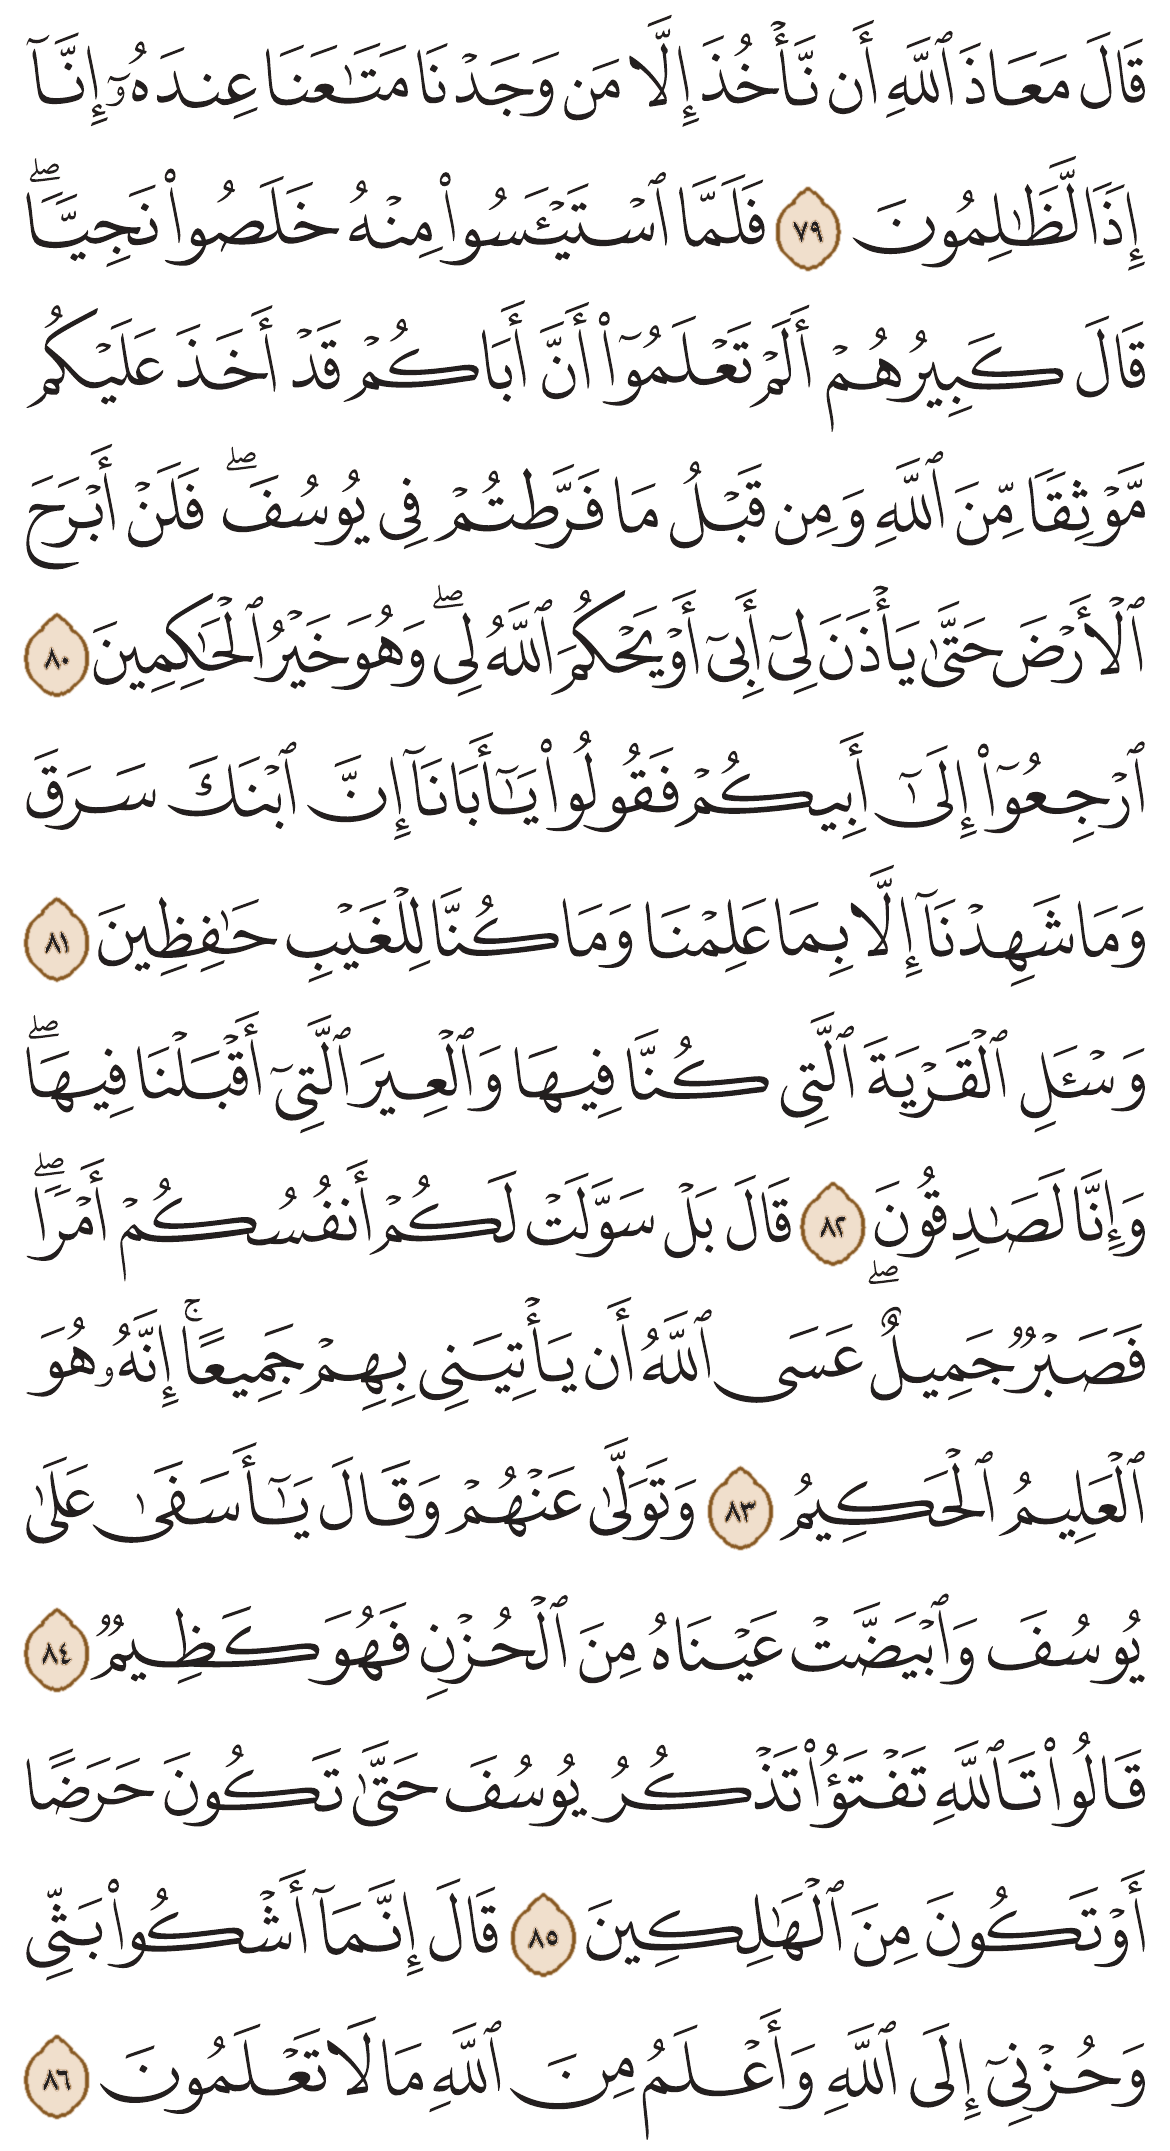 قَالَ مَعَاذَ ٱللَّهِ أَن نَّأْخُذَ إِلَّا مَن وَجَدْنَا مَتَـٰعَنَا عِندَهُۥٓ إِنَّآ
إِذًا لَّظَـٰلِمُونَ ٧٩ فَلَمَّا ٱسْتَيْـَٔسُوا۟ مِنْهُ خَلَصُوا۟ نَجِيًّا ۖ
قَالَ كَبِيرُهُمْ أَلَمْ تَعْلَمُوٓا۟ أَنَّ أَبَاكُمْ قَدْ أَخَذَ عَلَيْكُم
مَّوْثِقًا مِّنَ ٱللَّهِ وَمِن قَبْلُ مَا فَرَّطتُمْ فِى يُوسُفَ ۖ فَلَنْ أَبْرَحَ
ٱلْأَرْضَ حَتَّىٰ يَأْذَنَ لِىٓ أَبِىٓ أَوْ يَحْكُمَ ٱللَّهُ لِى ۖ وَهُوَ خَيْرُ ٱلْحَـٰكِمِينَ ٨٠
ٱرْجِعُوٓا۟ إِلَىٰٓ أَبِيكُمْ فَقُولُوا۟ يَـٰٓأَبَانَآ إِنَّ ٱبْنَكَ سَرَقَ
وَمَا شَهِدْنَآ إِلَّا بِمَا عَلِمْنَا وَمَا كُنَّا لِلْغَيْبِ حَـٰفِظِينَ ٨١
وَسْـَٔلِ ٱلْقَرْيَةَ ٱلَّتِى كُنَّا فِيهَا وَٱلْعِيرَ ٱلَّتِىٓ أَقْبَلْنَا فِيهَا ۖ
وَإِنَّا لَصَـٰدِقُونَ ٨٢ قَالَ بَلْ سَوَّلَتْ لَكُمْ أَنفُسُكُمْ أَمْرًا ۖ
فَصَبْرٌ جَمِيلٌ ۖ عَسَى ٱللَّهُ أَن يَأْتِيَنِى بِهِمْ جَمِيعًا ۚ إِنَّهُۥ هُوَ
ٱلْعَلِيمُ ٱلْحَكِيمُ ٨٣ وَتَوَلَّىٰ عَنْهُمْ وَقَالَ يَـٰٓأَسَفَىٰ عَلَىٰ
يُوسُفَ وَٱبْيَضَّتْ عَيْنَاهُ مِنَ ٱلْحُزْنِ فَهُوَ كَظِيمٌ ٨٤
قَالُوا۟ تَٱللَّهِ تَفْتَؤُا۟ تَذْكُرُ يُوسُفَ حَتَّىٰ تَكُونَ حَرَضًا
أَوْ تَكُونَ مِنَ ٱلْهَـٰلِكِينَ ٨٥ قَالَ إِنَّمَآ أَشْكُوا۟ بَثِّى
وَحُزْنِىٓ إِلَى ٱللَّهِ وَأَعْلَمُ مِنَ ٱللَّهِ مَا لَا تَعْلَمُونَ ٨٦